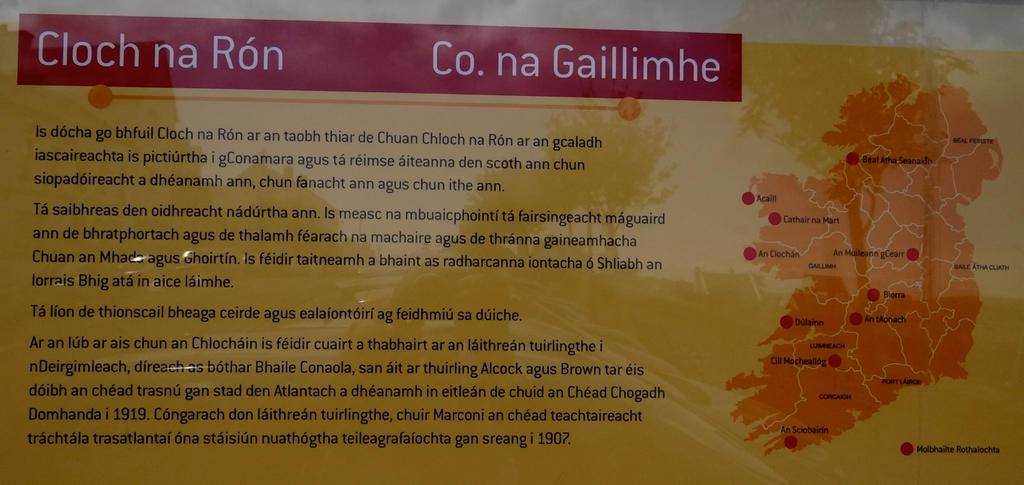 Cloch na Rón Co. na Gaillimhe
Is dócha go bhfuil Cloch na Rón ar an taobh thiar de Chuan Chloch na Rón ar an gcaladh
iascaireachta is pictiúrtha i gConamara agus tá réimse áiteanna den scoth ann chun
siopadóireacht a dhéanamh ann, chun fanacht ann agus chun ithe ann.
Tá saibhreas den oidhreacht nádúrtha ann. Is measc na mbuaicphointí tá fairsingeacht máguaird
ann de bhratphortach agus de thalamh féarach na machaire agus de thránna gaineamhacha
Chuan an Mhada agus Ghoirtín. Is féidir taitneamh a bhaint as radharcanna iontacha ó Shliabh an
Iorrais Bhig atá in aice láimhe.
Tá líon de thionscail bheaga ceirde agus ealaíontóirí ag feidhmiú sa dúiche.
Ar an lúb ar ais chun an Chlocháin is féidir cuairt a thabhairt ar an láithreán tuirlingthe i
nDeirgimleach, díreach as bóthar Bhaile Conaola, san áit ar thuirling Alcock agus Brown tar éis
dóibh an chéad trasnú gan stad den Atlantach a dhéanamh in eitleán de chuid an Chéad Chogadh
Domhanda i 1919. Cóngarach don láithreán tuirlingthe, chuir Marconi an chéad teachtaireacht
tráchtála trasatlantaí óna stáisiún nuathógtha teileagrafaíochta gan sreang i 1907.
BÉAL FEIRSTE
Béal Átha Seanaidh
Acaill
Cathair na Mart
An Clochán
An Muileann gCearr
GAILLIMH
BAILE ÁTHA CLIATH
Biorra
Dúlainn
An tAonach
LUIMNEACH
Cill Mocheallóg
PORT LÁIRGE
CORCAIGH
An Sciobairín
Molbhailte Rothaíochta